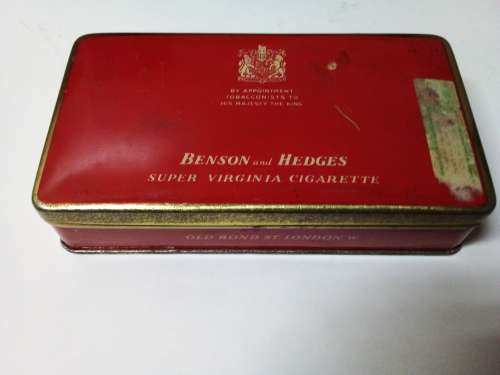 BY APPOINTMENT
TOBACCONISTS TO
HIS MAJESTY THE KING
BENSON and HEDGES
SUPER VIRGINIA CIGARETTE
OLD BOND ST. LONDON. W